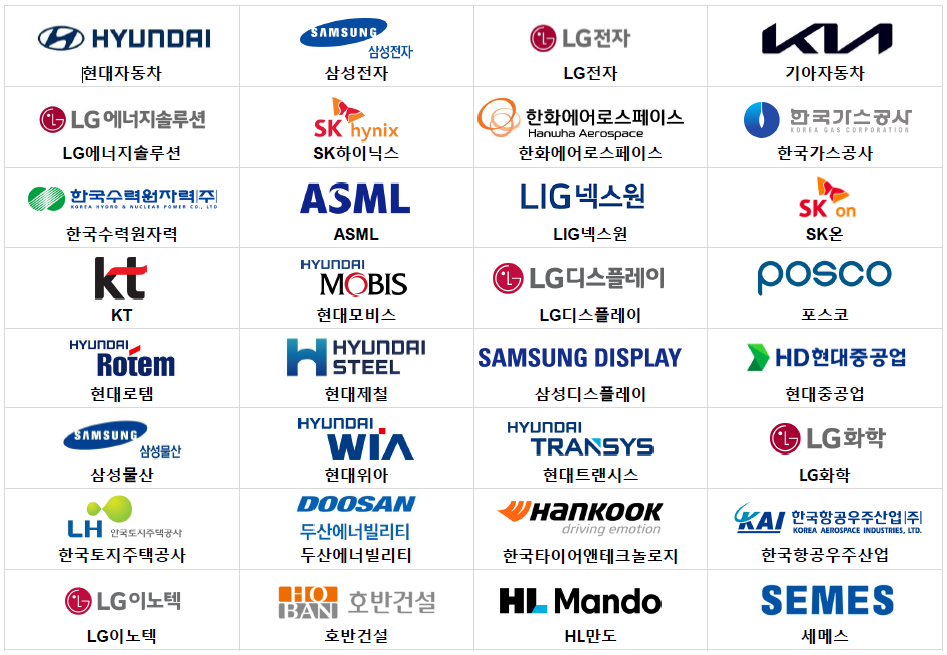 HYUNDAI
현대자동차
SAMSUNG
삼성전자
삼성전자
LG전자
LG전자
KIA
기아자동차
LG에너지솔루션
LG에너지솔루션
SK hynix
SK하이닉스
한화에어로스페이스
Hanwha Aerospace
한화에어로스페이스
한국가스공사
KOREA GAS CORPORATION
한국가스공사
한국수력원자력(주)
KOREA HYDRO & NUCLEAR POWER CO., LTD
한국수력원자력
ASML
ASML
LIG넥스원
LIG넥스원
SK on
SK온
kt
KT
HYUNDAI
MOBIS
현대모비스
LG디스플레이
LG디스플레이
posco
포스코
HYUNDAI
Rotem
현대로템
HYUNDAI
STEEL
현대제철
SAMSUNG DISPLAY
삼성디스플레이
HD현대중공업
현대중공업
SAMSUNG
삼성물산
삼성물산
HYUNDAI
WIA
현대위아
HYUNDAI
TRANSYS
현대트랜시스
LG화학
LG화학
LH 한국토지주택공사
한국토지주택공사
DOOSAN
두산에너빌리티
두산에너빌리티
HANKOOK
driving emotion
한국타이어엔테크놀로지
KAI 한국항공우주산업(주)
KOREA AEROSPACE INDUSTRIES, LTD.
한국항공우주산업
LG이노텍
LG이노텍
HOBAN 호반건설
호반건설
HL Mando
HL만도
SEMES
세메스